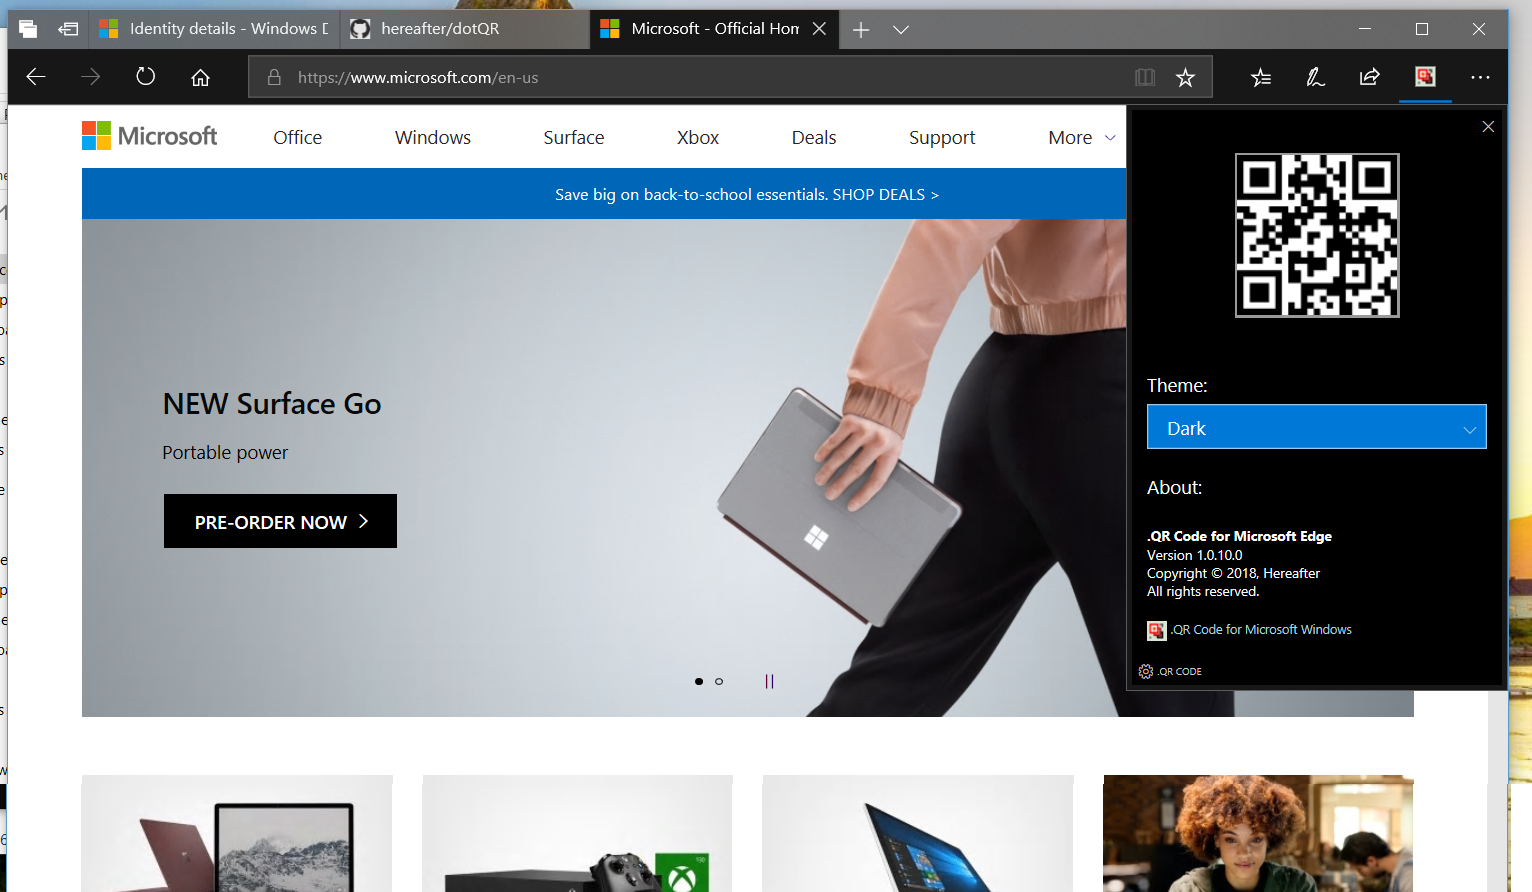 Identity details - Windows D
hereafter/dotQR
Microsoft - Official Hom
https://www.microsoft.com/en-us
Microsoft
Office
Windows
Surface
Xbox
Deals
Support
More
Save big on back-to-school essentials. SHOP DEALS >
NEW Surface Go
Portable power
PRE-ORDER NOW
Theme:
Dark
About:
.QR Code for Microsoft Edge
Version 1.0.10.0
Copyright © 2018, Hereafter
All rights reserved.
.QR Code for Microsoft Windows
.QR CODE